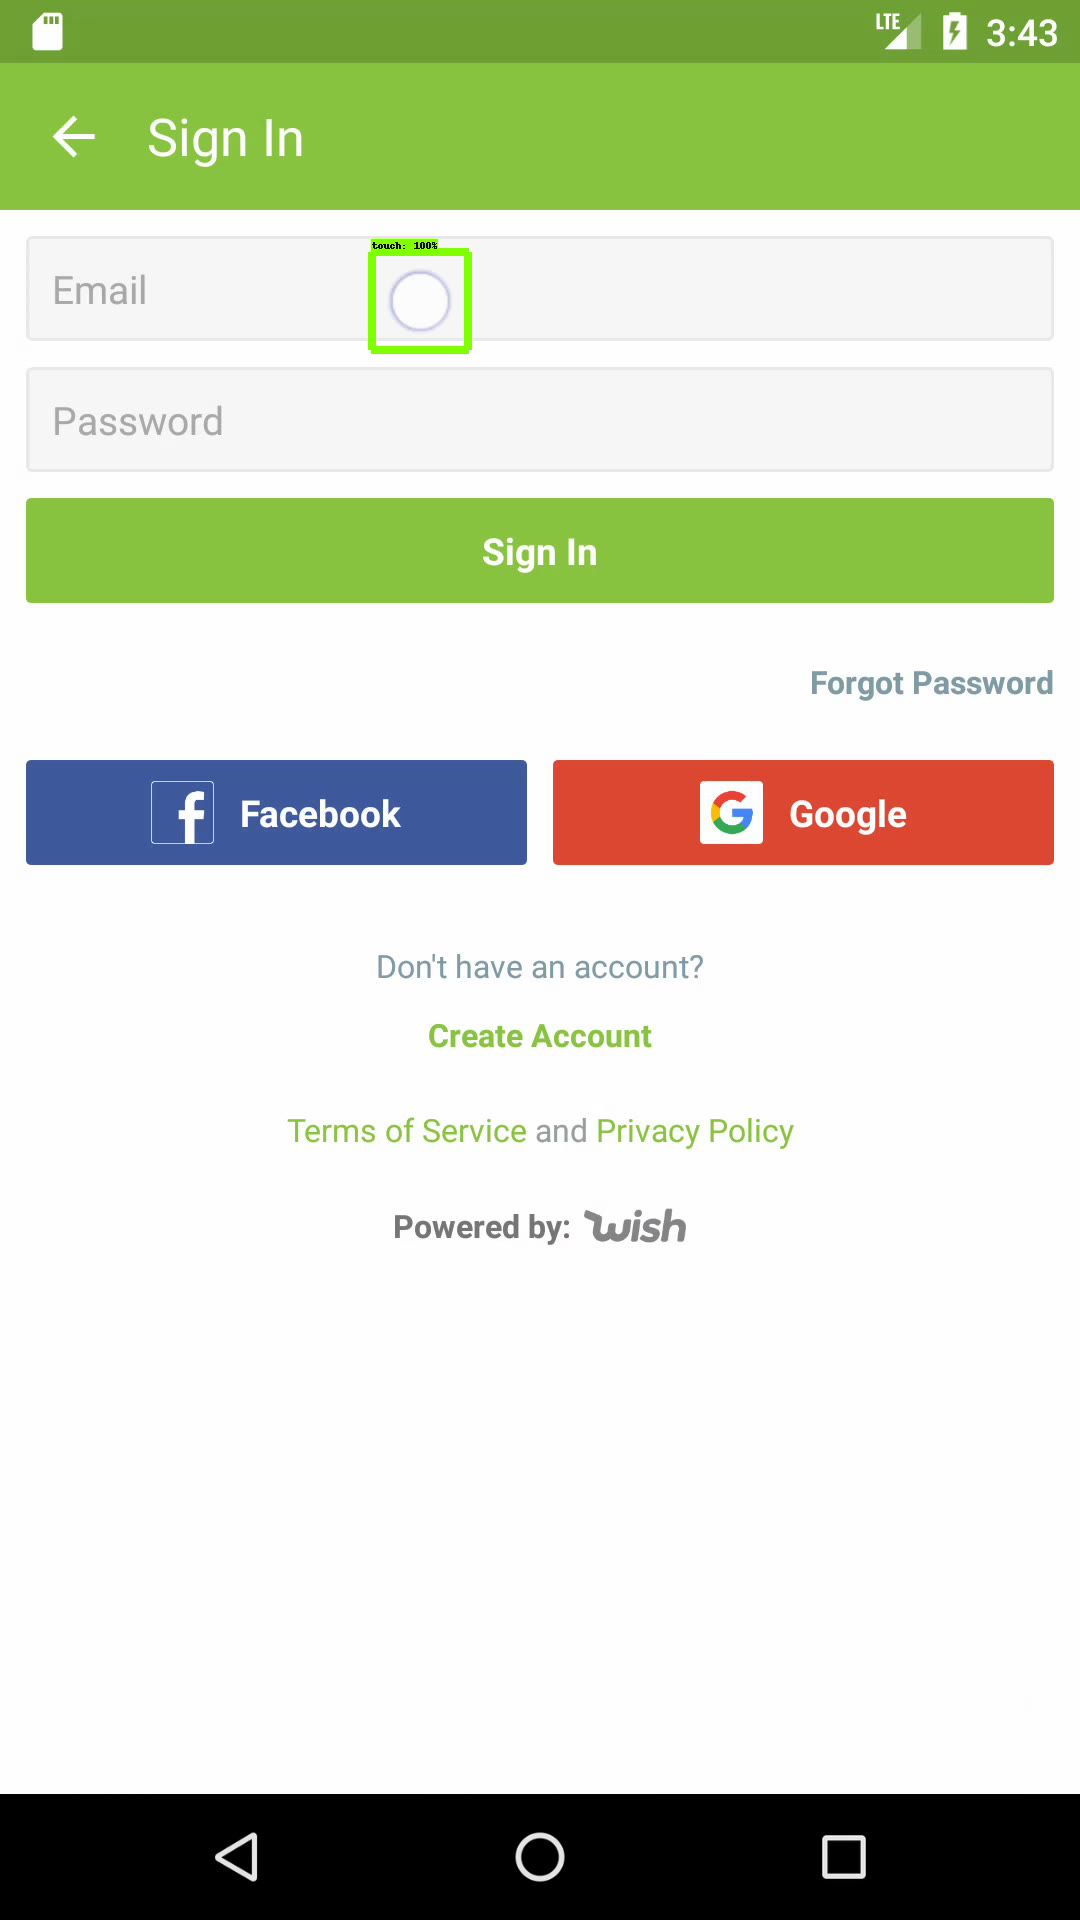 LTE 3:43
Sign In
touch: 100%
Email
Password
Sign In
Forgot Password
Facebook Google
Don't have an account?
Create Account
Terms of Service and Privacy Policy
Powered by: wish